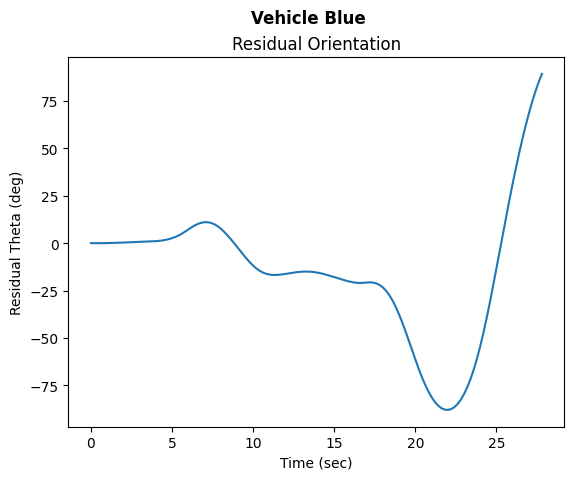 Vehicle Blue
Residual Orientation
75
50
25
0
−25
−50
−75
Residual Theta (deg)
0 5 10 15 20 25
Time (sec)